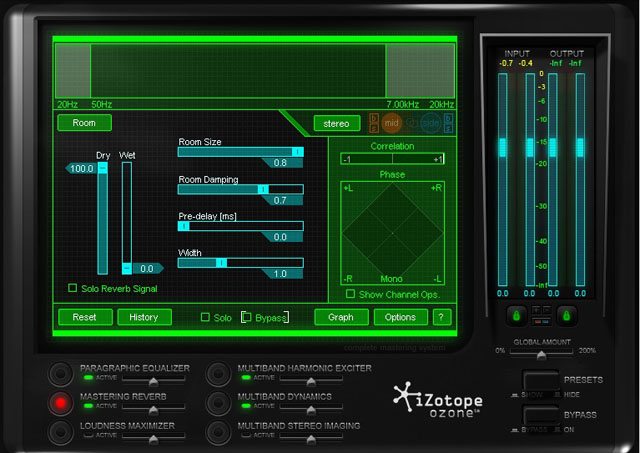 INPUT OUTPUT
-0.7 -0.4 -Inf -Inf
20Hz 50Hz 7.00kHz 20kHz
Room stereo mid side
Dry Wet
100.0
0.0
Room Size
0.8
Room Damping
0.7
Pre-delay [ms]
0.0
Width
1.0
Solo Reverb Signal
Correlation
-1 +1
Phase
+L +R
-R Mono -L
Show Channel Ops.
Reset History Solo Bypass Graph Options ?
complete mastering system
0
-3
-6
-10
-15
-20
-30
-40
-50
-Inf
0.0 0.0 0.0 0.0
GLOBAL AMOUNT
0% 200%
PARAGRAPHIC EQUALIZER
ACTIVE
MASTERING REVERB
ACTIVE
LOUDNESS MAXIMIZER
ACTIVE
MULTIBAND HARMONIC EXCITER
ACTIVE
MULTIBAND DYNAMICS
ACTIVE
MULTIBAND STEREO IMAGING
ACTIVE
iZotope
ozone™
PRESETS
SHOW HIDE
BYPASS
BYPASS ON